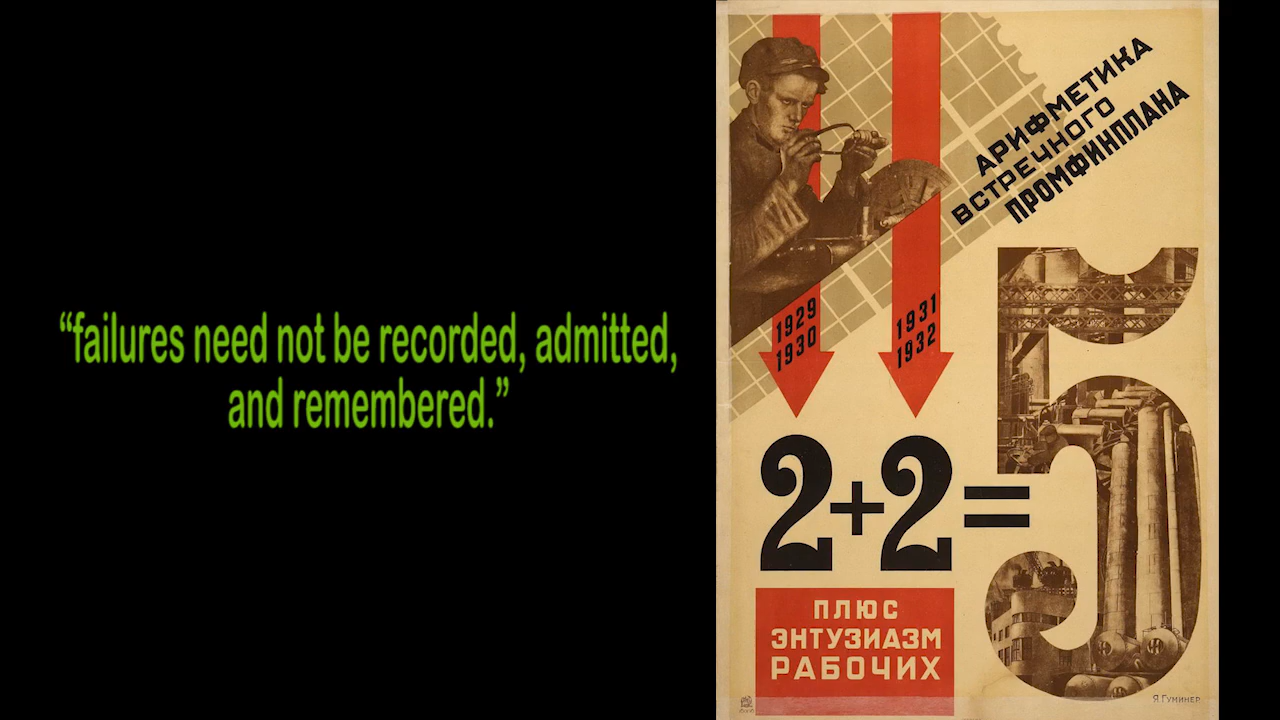 “failures need not be recorded, admitted,
and remembered.”
АРИФМЕТИКА
ВСТРЕЧНОГО
ПРОМФИНПЛАНА
1929
1930
1931
1932
2+2=5
ПЛЮС
ЭНТУЗИАЗМ
РАБОЧИХ
Я.ГУМИНЕР